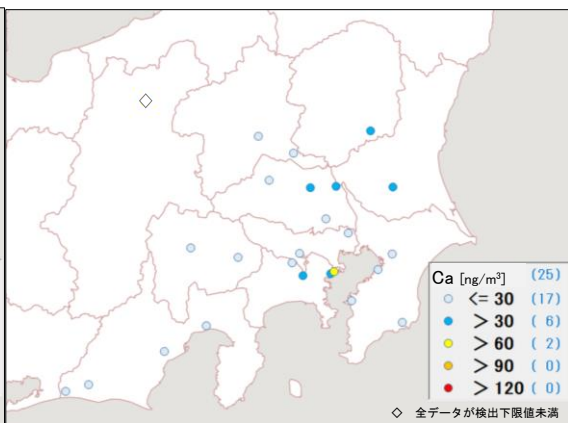 Ca [ng/m³] (25)
<= 30 (17)
> 30 ( 6)
> 60 ( 2)
> 90 ( 0)
> 120 ( 0)
◇ 全データが検出下限値未満